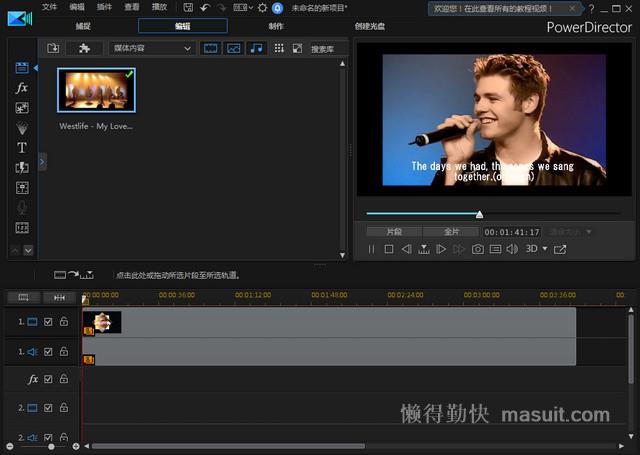 文件 编辑 插件 查看 播放 未命名的新项目*
欢迎您！在此查看所有的教程视频！
捕捉 编辑 制作 创建光盘
PowerDirector
媒体内容 搜索库
Westlife - My Love...
The days we had, the songs we sang
together.
片段 全片 00:01:41:17 适合大小
3D
点击此处或拖动所选片段至所选轨道。
00:00:00:00 00:00:36:00 00:01:12:00 00:01:48:00 00:02:24:00 00:03:00:00 00:03:36:00
1.
1.
fx
2.
2.
懒得勤快 masuit.com